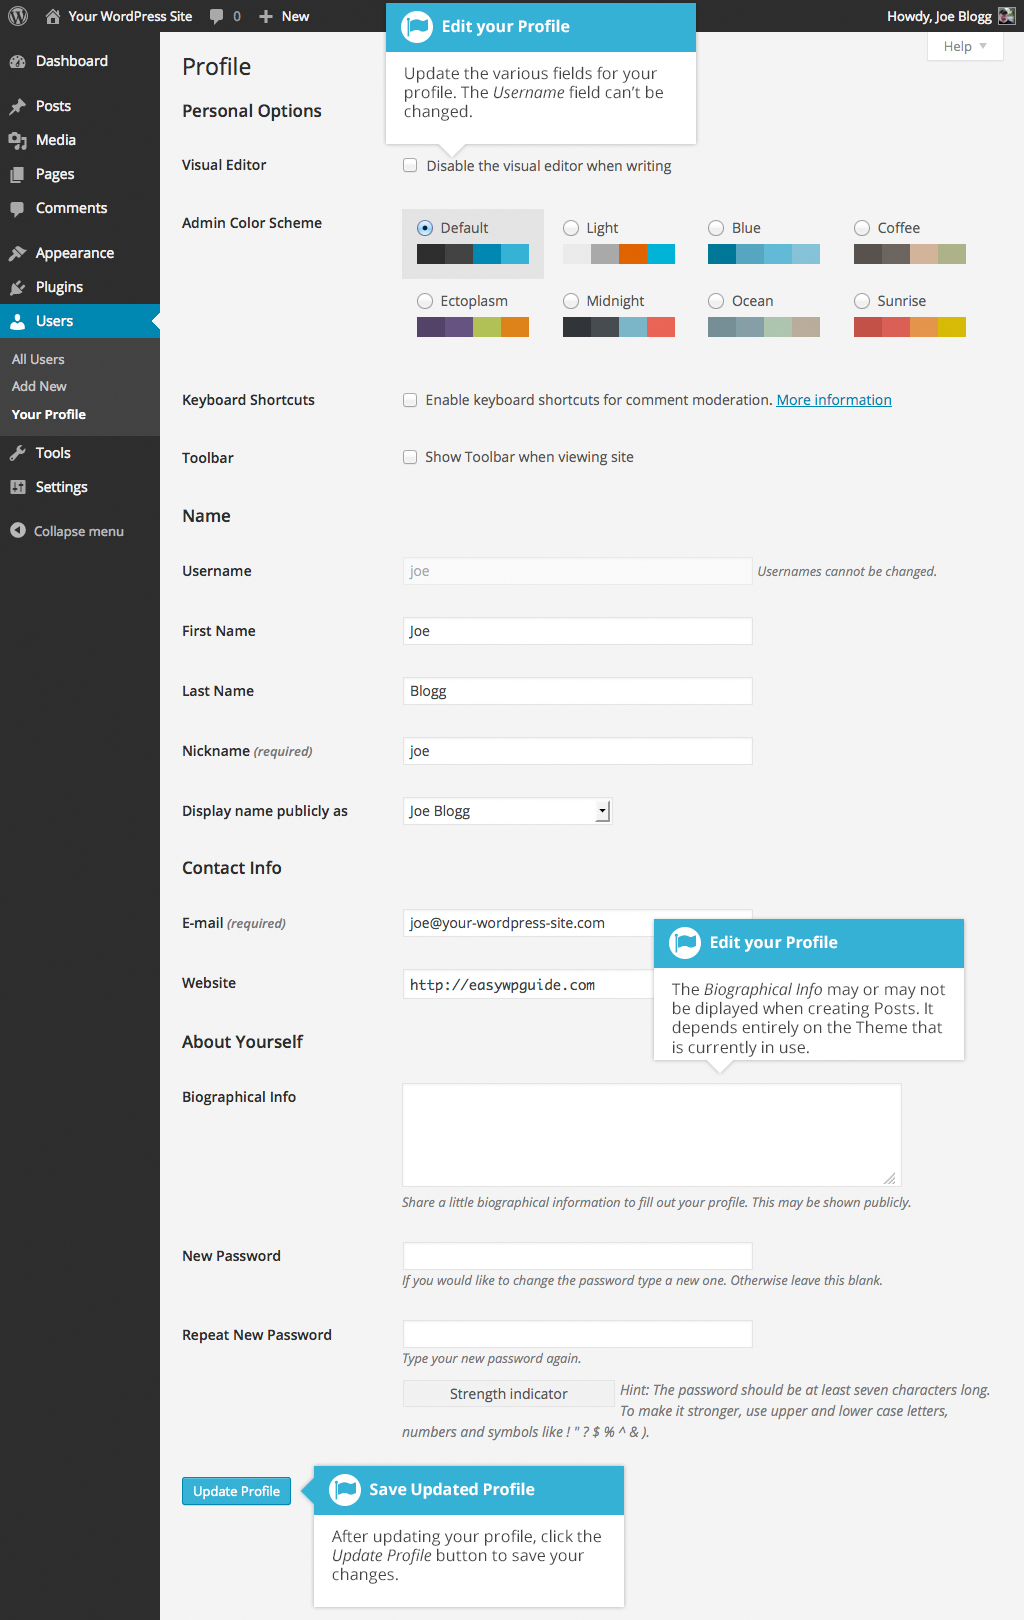 Your WordPress Site 0 New
Howdy, Joe Blogg
Help
Dashboard
Posts
Media
Pages
Comments
Appearance
Plugins
Users
All Users
Add New
Your Profile
Tools
Settings
Collapse menu
Profile
Edit your Profile
Update the various fields for your
profile. The Username field can't be
changed.
Personal Options
Visual Editor
Disable the visual editor when writing
Admin Color Scheme
Default Light Blue Coffee
Ectoplasm Midnight Ocean Sunrise
Keyboard Shortcuts
Enable keyboard shortcuts for comment moderation. More information
Toolbar
Show Toolbar when viewing site
Name
Username
joe
Usernames cannot be changed.
First Name
Joe
Last Name
Blogg
Nickname (required)
joe
Display name publicly as
Joe Blogg
Contact Info
E-mail (required)
joe@your-wordpress-site.com
Website
http://easywpguide.com
Edit your Profile
The Biographical Info may or may not
be diplayed when creating Posts. It
depends entirely on the Theme that
is currently in use.
About Yourself
Biographical Info
Share a little biographical information to fill out your profile. This may be shown publicly.
New Password
If you would like to change the password type a new one. Otherwise leave this blank.
Repeat New Password
Type your new password again.
Strength indicator
Hint: The password should be at least seven characters long.
To make it stronger, use upper and lower case letters,
numbers and symbols like ! " ? $ % ^ & ).
Update Profile
Save Updated Profile
After updating your profile, click the
Update Profile button to save your
changes.